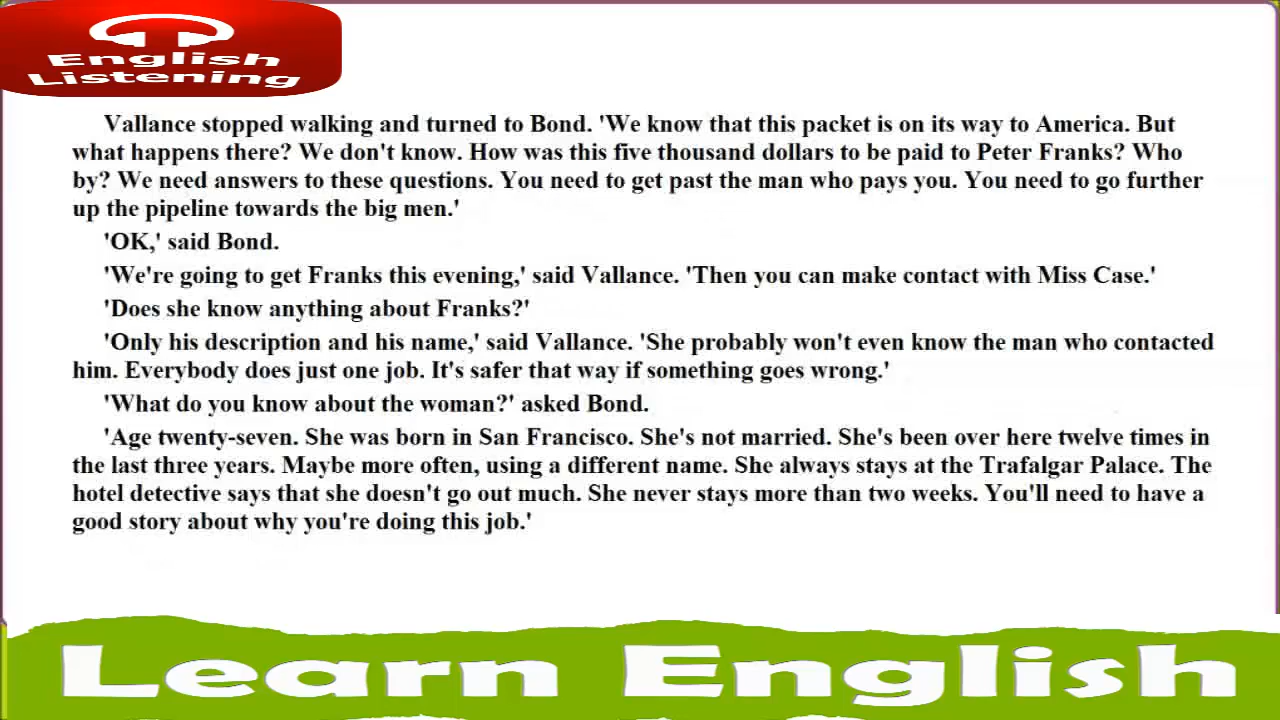 English
Listening
Vallance stopped walking and turned to Bond. 'We know that this packet is on its way to America. But
what happens there? We don't know. How was this five thousand dollars to be paid to Peter Franks? Who
by? We need answers to these questions. You need to get past the man who pays you. You need to go further
up the pipeline towards the big men.'
'OK,' said Bond.
'We're going to get Franks this evening,' said Vallance. 'Then you can make contact with Miss Case.'
'Does she know anything about Franks?'
'Only his description and his name,' said Vallance. 'She probably won't even know the man who contacted
him. Everybody does just one job. It's safer that way if something goes wrong.'
'What do you know about the woman?' asked Bond.
'Age twenty-seven. She was born in San Francisco. She's not married. She's been over here twelve times in
the last three years. Maybe more often, using a different name. She always stays at the Trafalgar Palace. The
hotel detective says that she doesn't go out much. She never stays more than two weeks. You'll need to have a
good story about why you're doing this job.'
Learn English